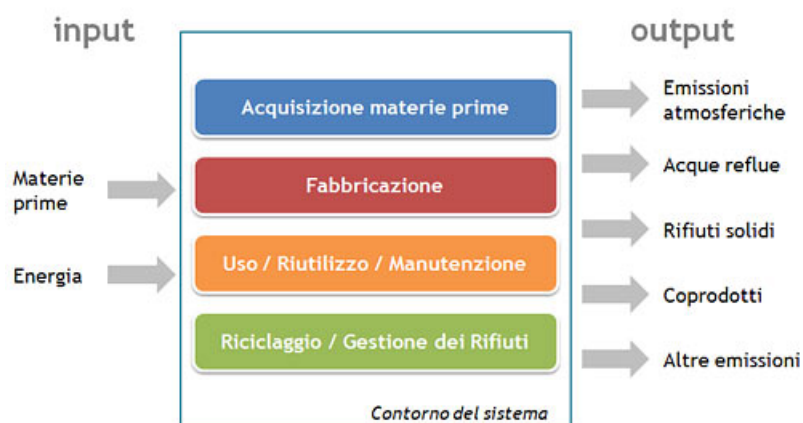 input
output
Acquisizione materie prime
Fabbricazione
Uso / Riutilizzo / Manutenzione
Riciclaggio / Gestione dei Rifiuti
Contorno del sistema
Materie
prime
Energia
Emissioni
atmosferiche
Acque reflue
Rifiuti solidi
Coprodotti
Altre emissioni